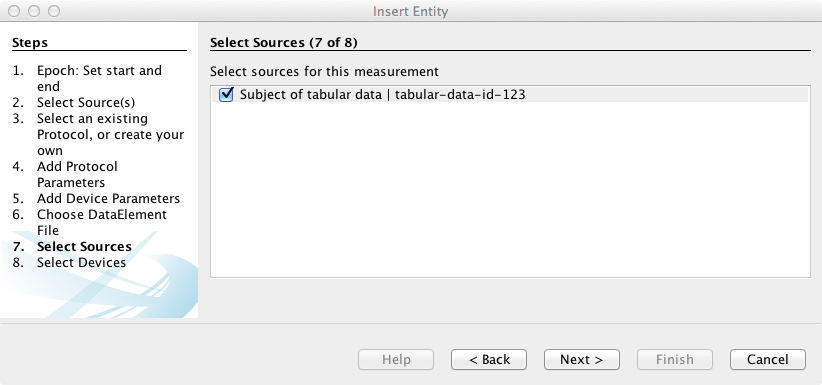 Insert Entity
Steps
1. Epoch: Set start and
end
2. Select Source(s)
3. Select an existing
Protocol, or create your
own
4. Add Protocol
Parameters
5. Add Device Parameters
6. Choose DataElement
File
7. Select Sources
8. Select Devices
Select Sources (7 of 8)
Select sources for this measurement
Subject of tabular data | tabular-data-id-123
Help
< Back
Next >
Finish
Cancel